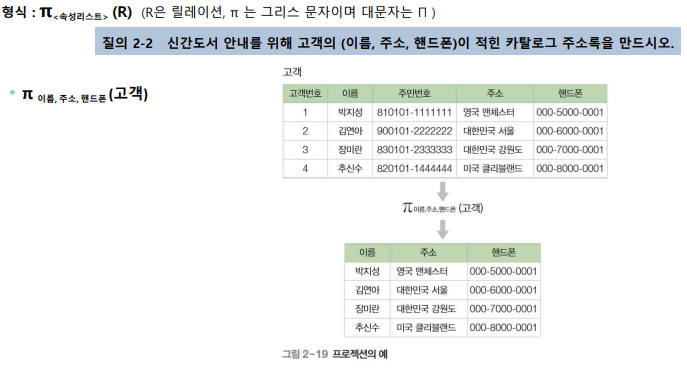 형식 : π<속성리스트> (R) (R은 릴레이션, π 는 그리스 문자이며 대문자는 Π )
질의 2-2 신간도서 안내를 위해 고객의 (이름, 주소, 핸드폰)이 적힌 카탈로그 주소록을 만드시오.
• π 이름, 주소, 핸드폰 (고객)
고객
고객번호 이름 주민번호 주소 핸드폰
1 박지성 810101-1111111 영국 맨체스터 000-5000-0001
2 김연아 900101-2222222 대한민국 서울 000-6000-0001
3 장미란 830101-2333333 대한민국 강원도 000-7000-0001
4 추신수 820101-1444444 미국 클리블랜드 000-8000-0001
π이름,주소,핸드폰 (고객)
이름 주소 핸드폰
박지성 영국 맨체스터 000-5000-0001
김연아 대한민국 서울 000-6000-0001
장미란 대한민국 강원도 000-7000-0001
추신수 미국 클리블랜드 000-8000-0001
그림 2-19 프로젝션의 예